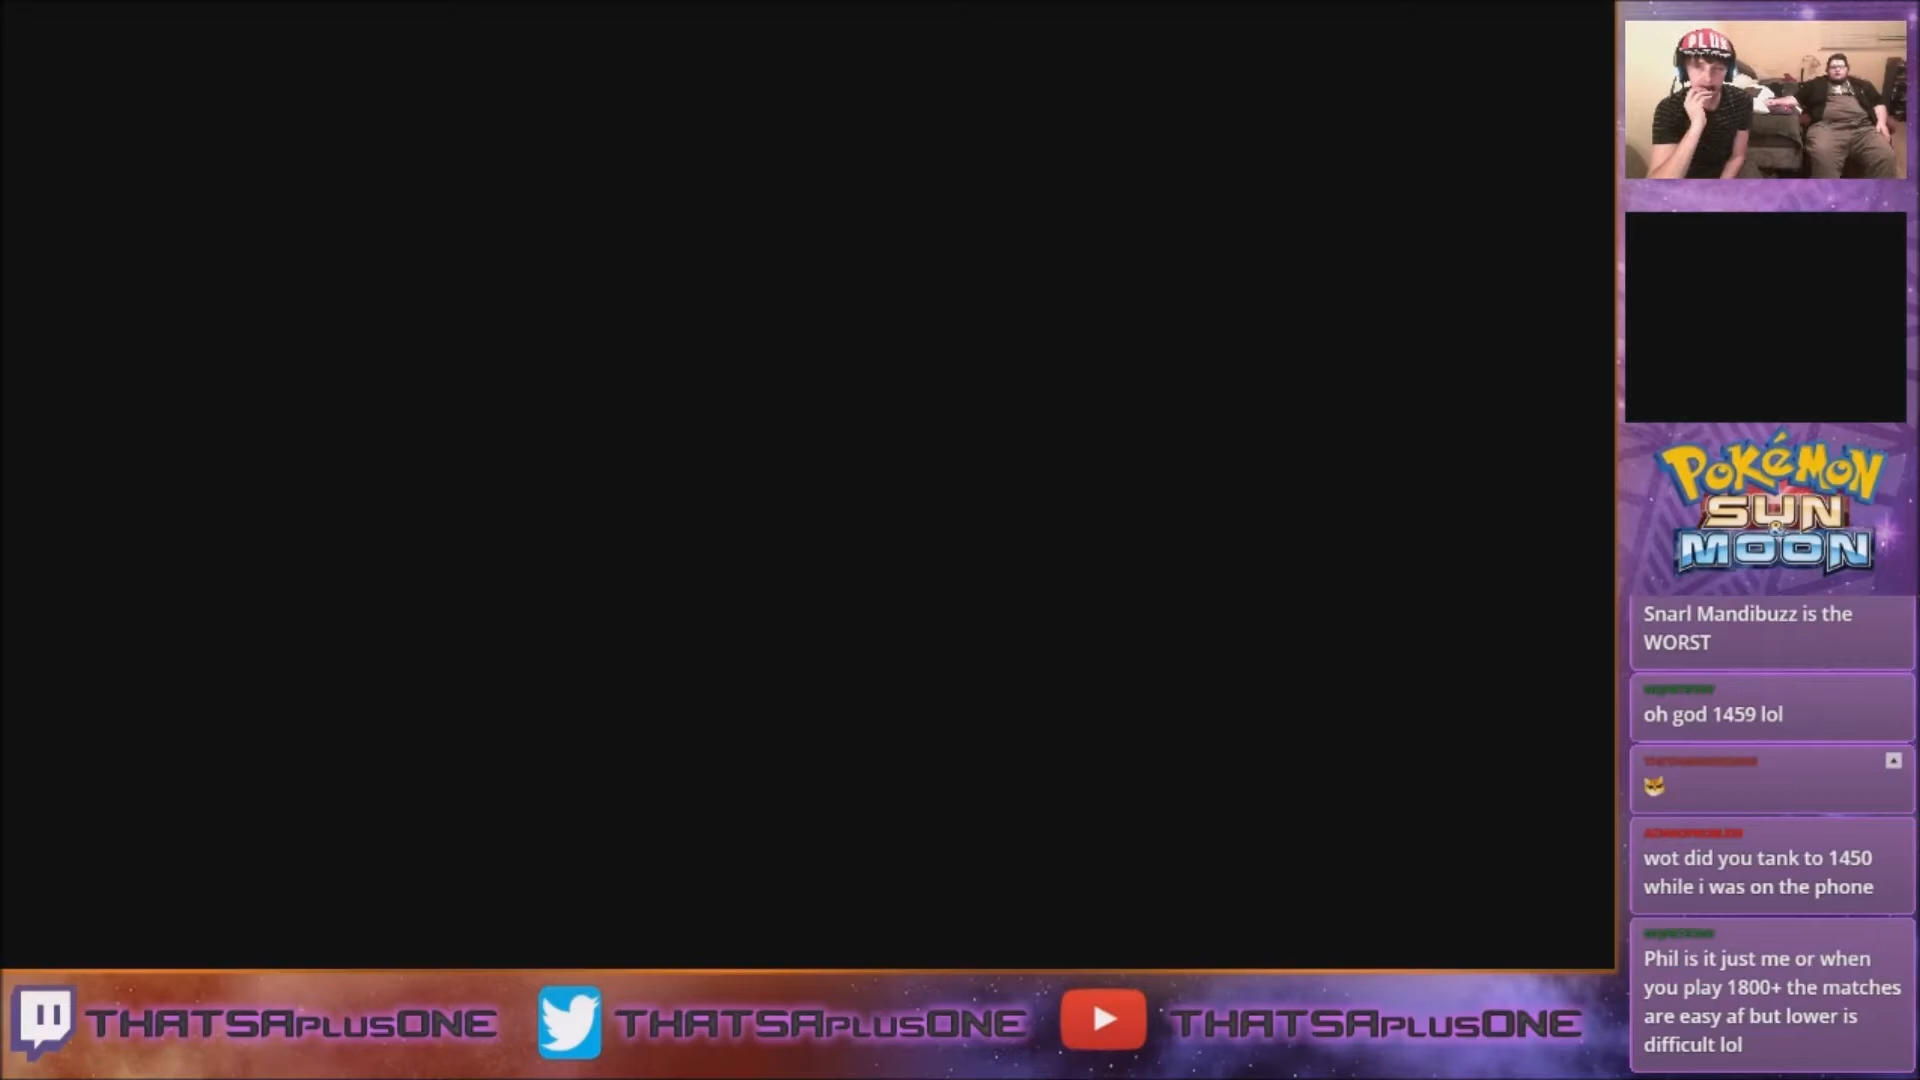 PLUS
POKéMON
SUN
&
MOON
Snarl Mandibuzz is the
WORST
oh god 1459 lol
wot did you tank to 1450
while i was on the phone
Phil is it just me or when
you play 1800+ the matches
are easy af but lower is
difficult lol
THATSAPLUSONE THATSAPLUSONE THATSAPLUSONE